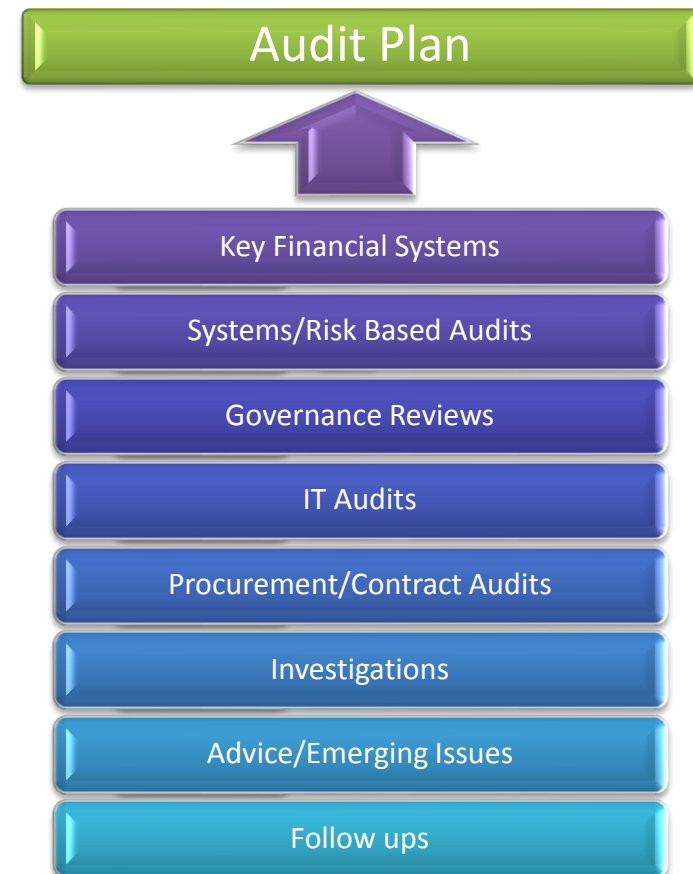 Audit Plan
Key Financial Systems
Systems/Risk Based Audits
Governance Reviews
IT Audits
Procurement/Contract Audits
Investigations
Advice/Emerging Issues
Follow ups